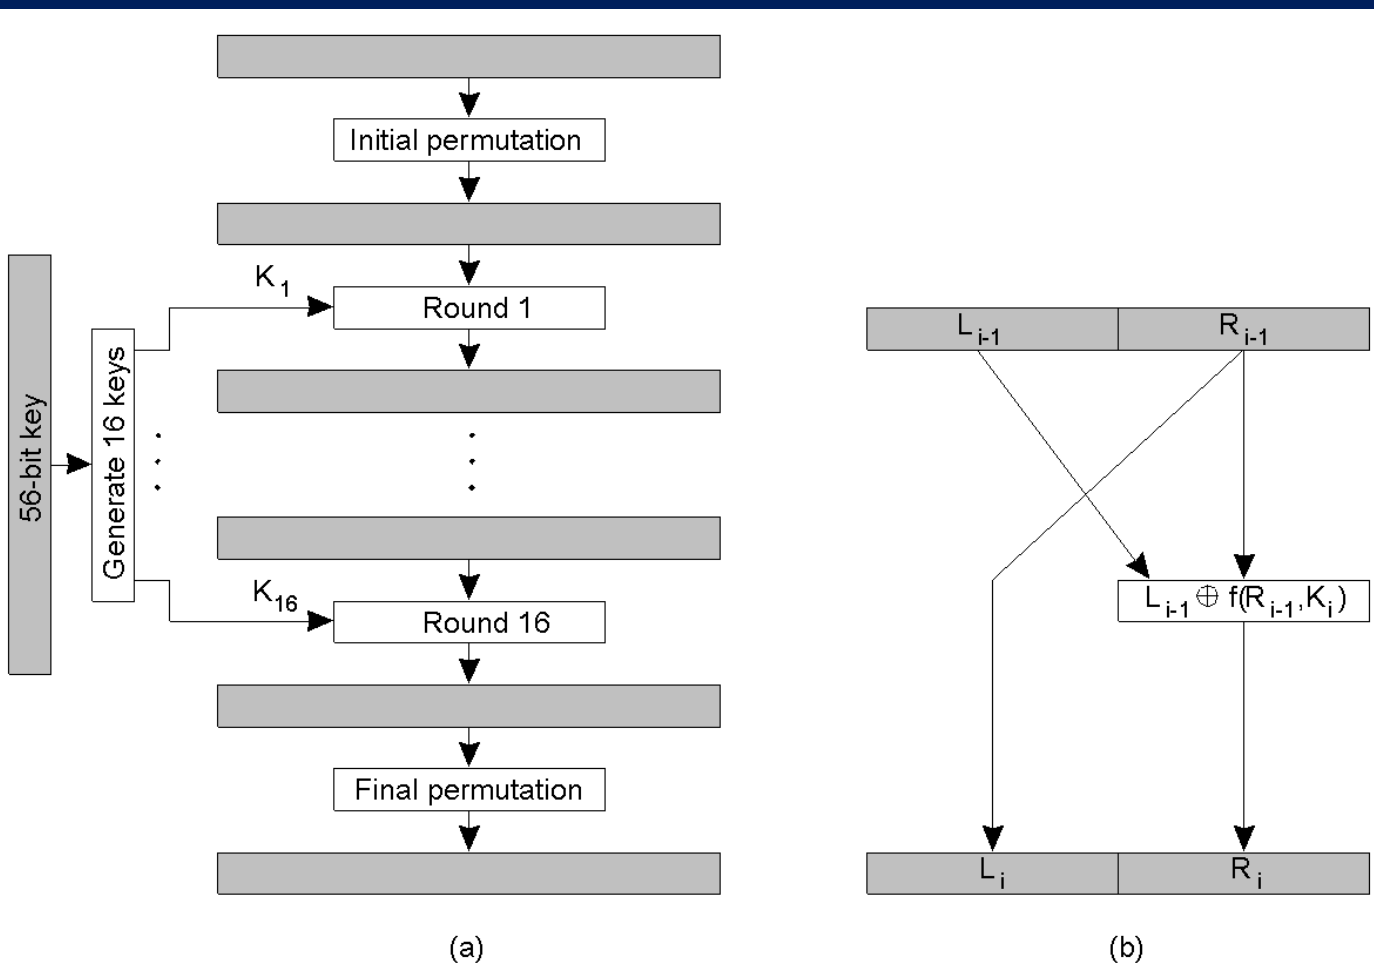 Initial permutation
K1
Round 1
56-bit key
Generate 16 keys
K16
Round 16
Final permutation
(a)
Li-1
Ri-1
Li-1 ⊕ f(Ri-1,Ki)
Li
Ri
(b)